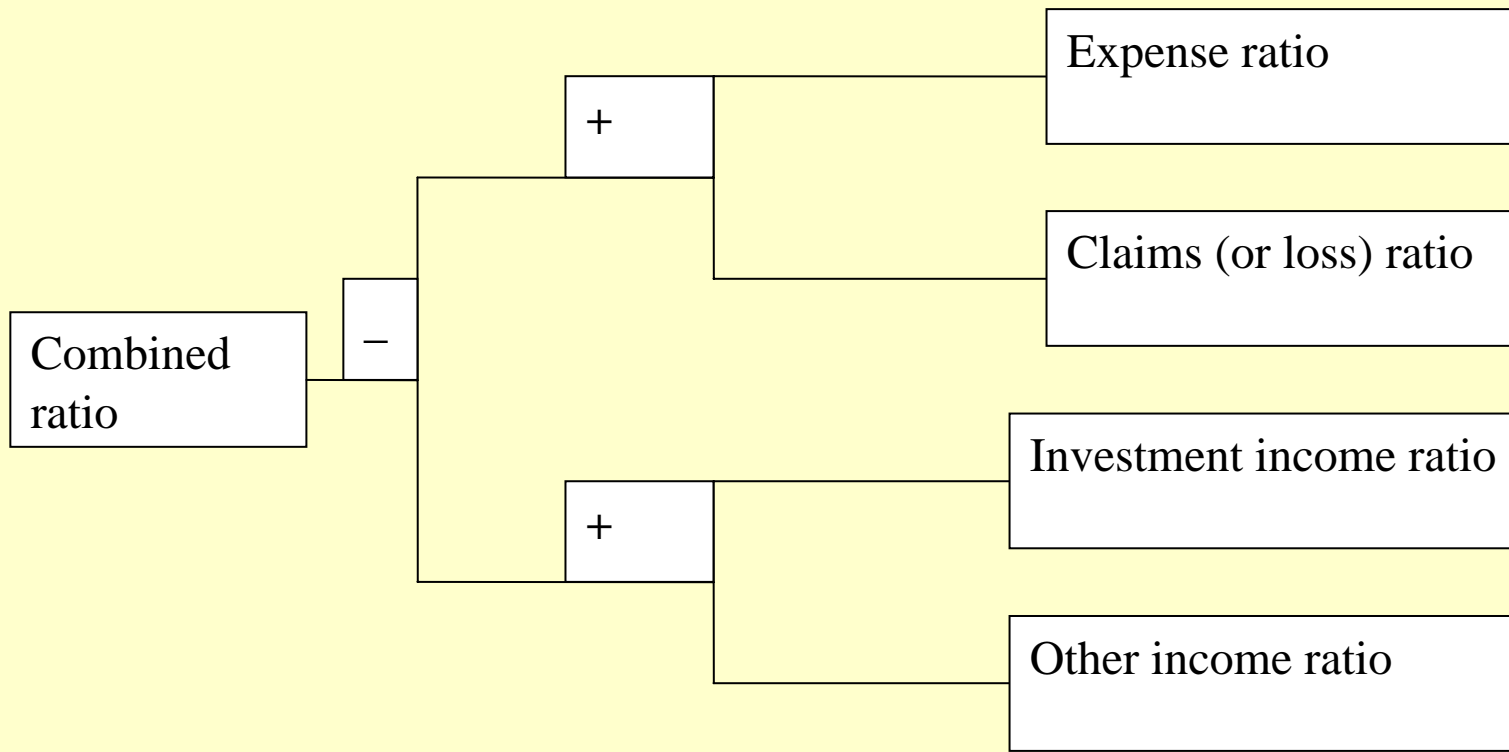 Expense ratio
+
Claims (or loss) ratio
–
Combined
ratio
Investment income ratio
+
Other income ratio